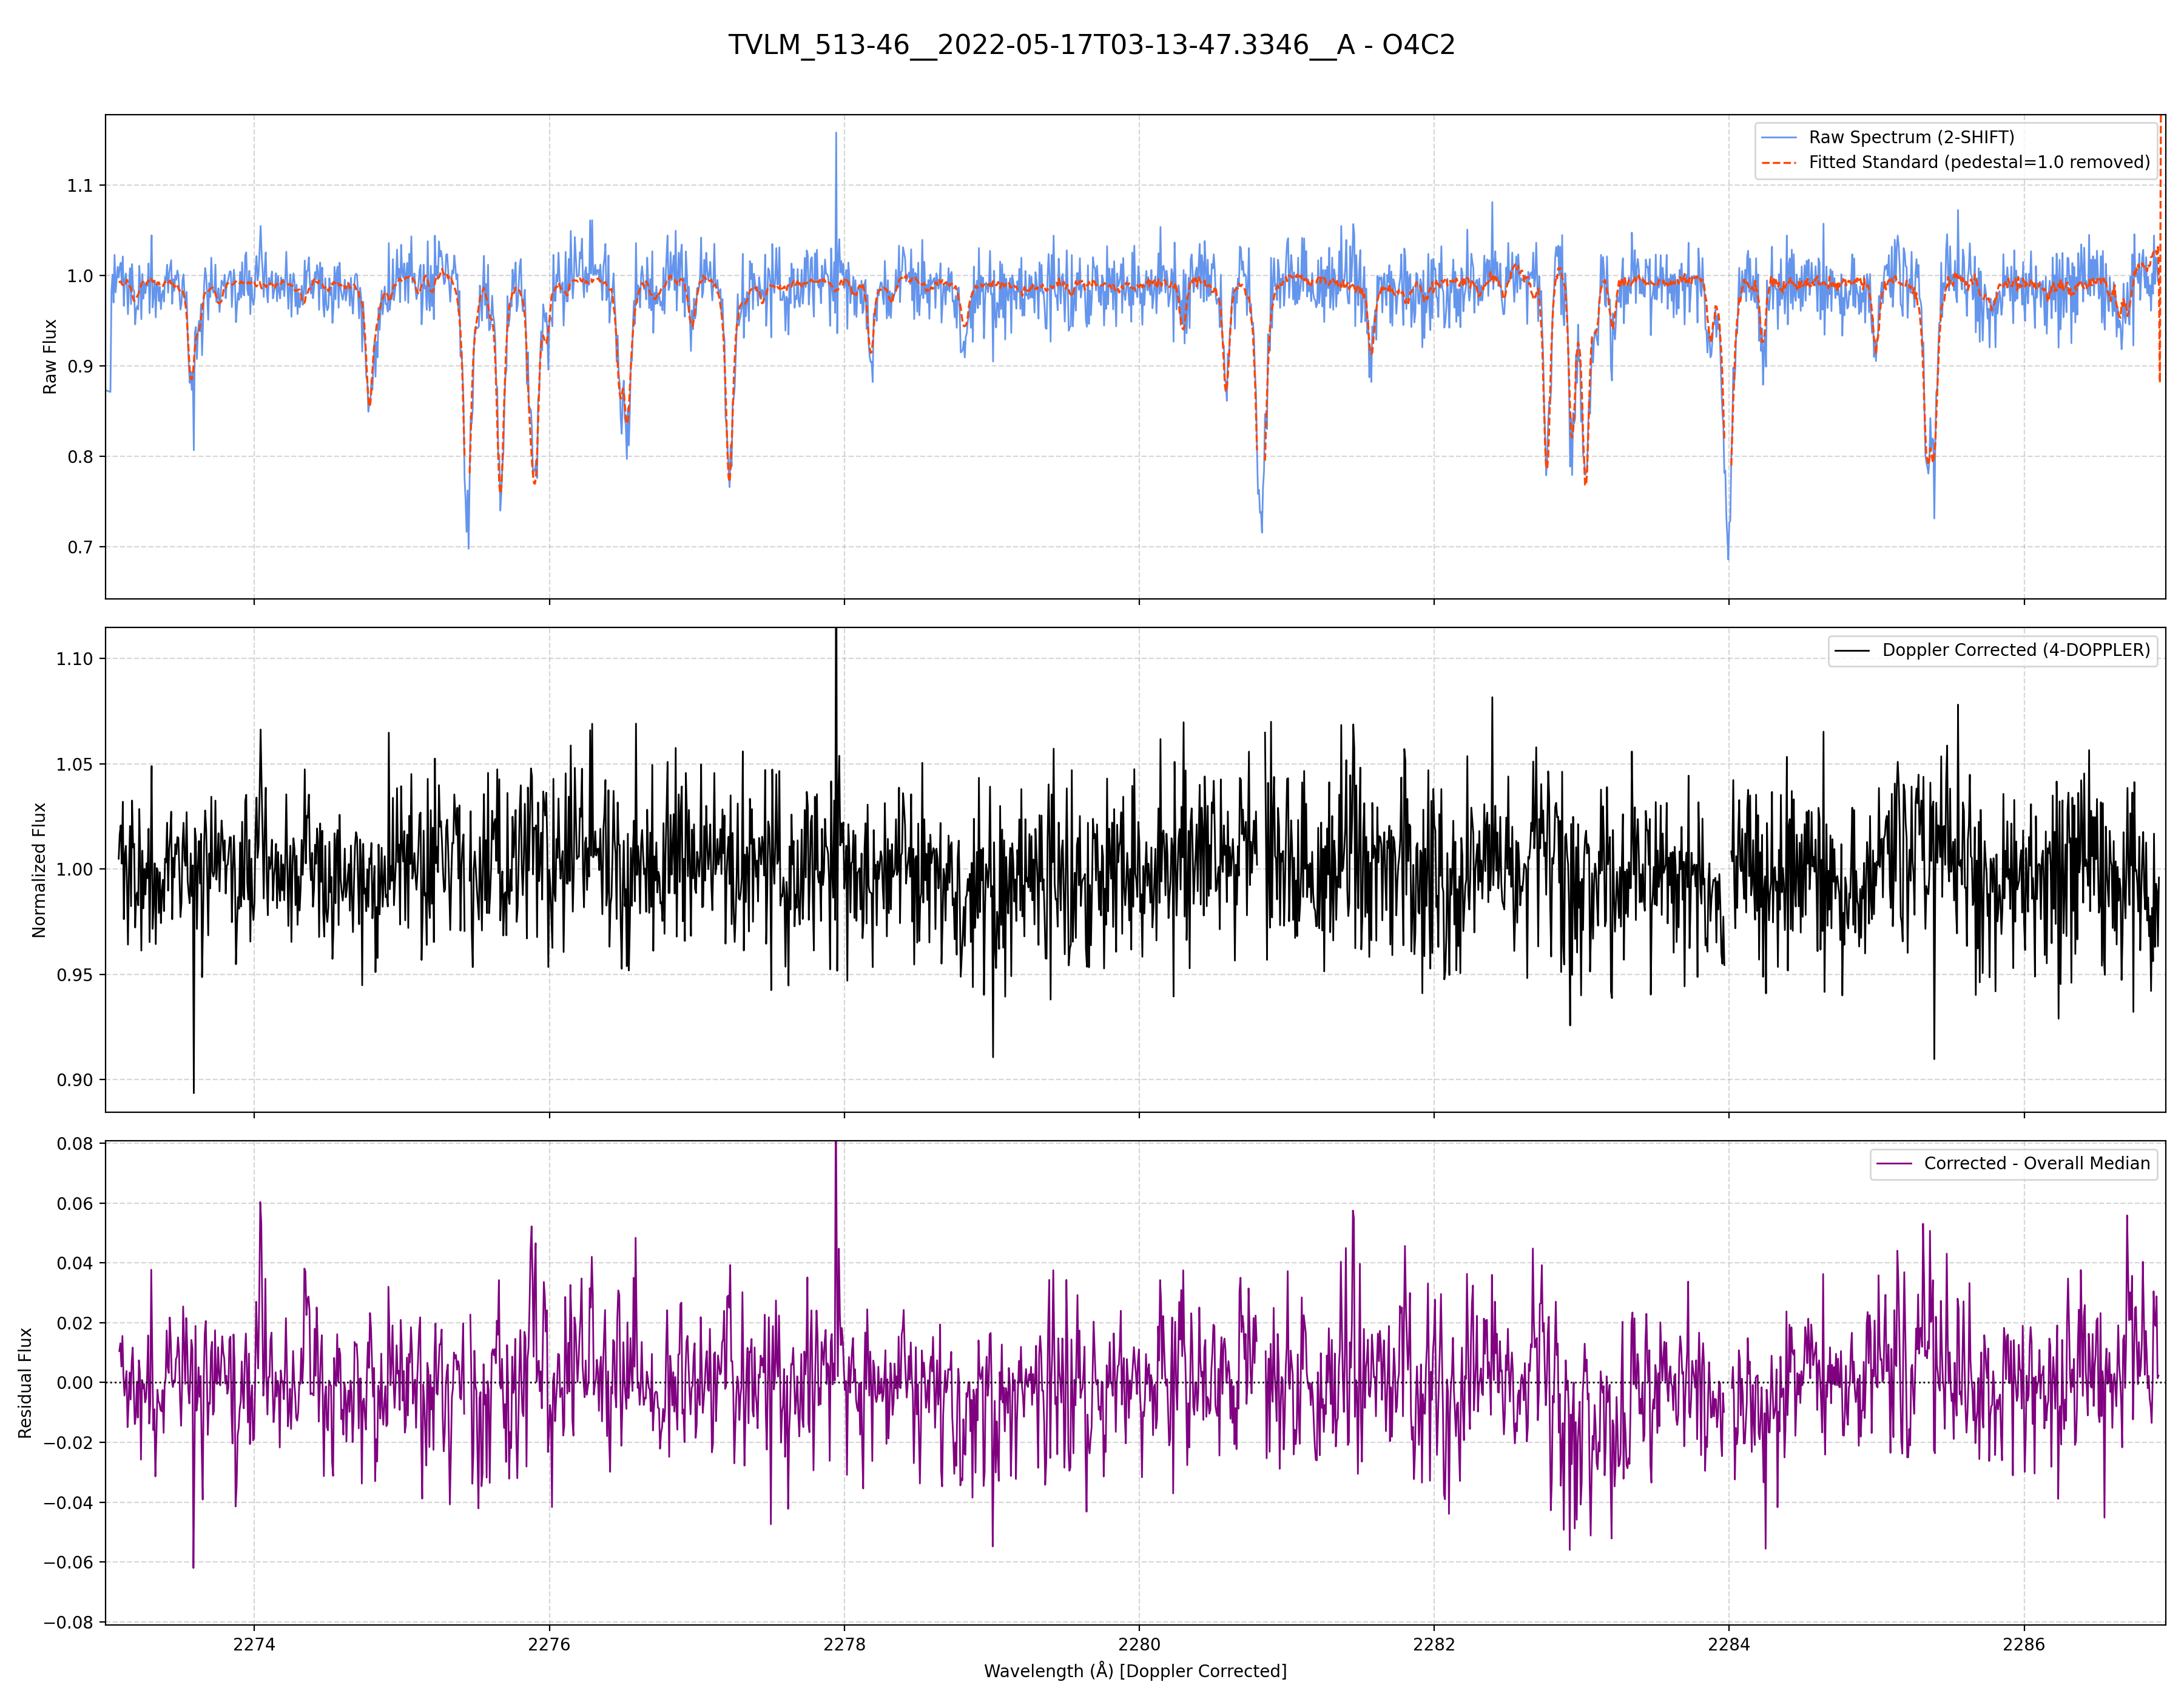 TVLM_513-46__2022-05-17T03-13-47.3346__A - O4C2
Raw Spectrum (2-SHIFT)
Fitted Standard (pedestal=1.0 removed)
Raw Flux
1.1
1.0
0.9
0.8
0.7
Doppler Corrected (4-DOPPLER)
Normalized Flux
1.10
1.05
1.00
0.95
0.90
Corrected - Overall Median
Residual Flux
0.08
0.06
0.04
0.02
0.00
−0.02
−0.04
−0.06
−0.08
2274 2276 2278 2280 2282 2284 2286
Wavelength (Å) [Doppler Corrected]